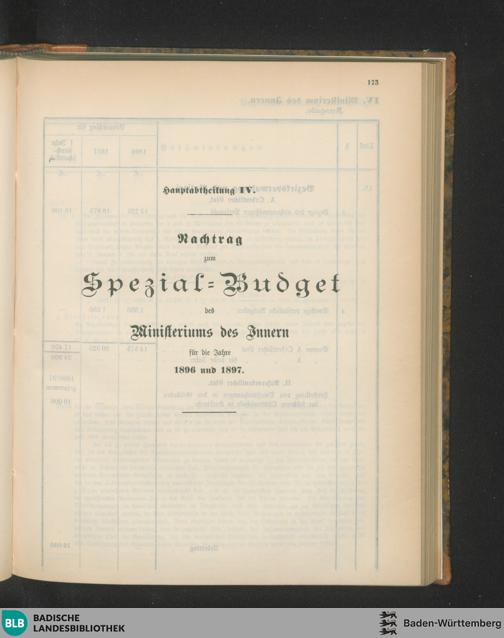 173
Hauptabtheilung IV.
Nachtrag
zum
Spezial-Budget
des
Ministeriums des Innern
für die Jahre
1896 und 1897.
BLB BADISCHE
LANDESBIBLIOTHEK
Baden-Württemberg